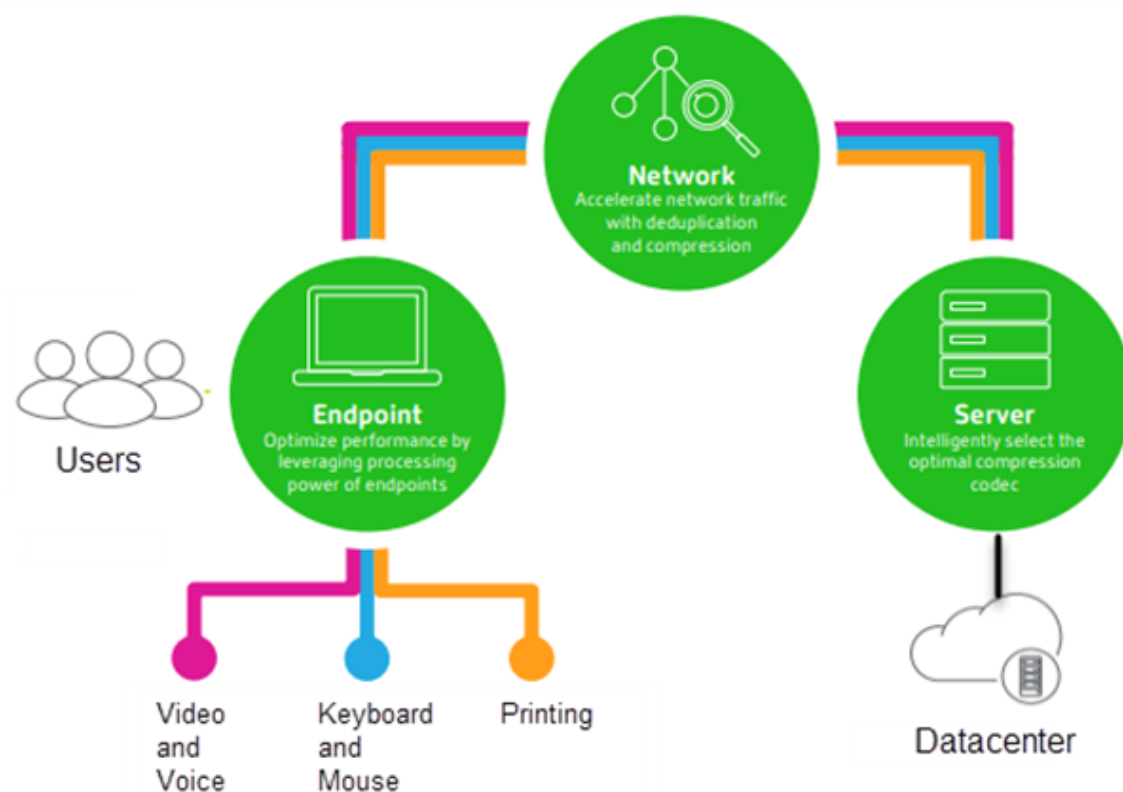 Network
Accelerate network traffic
with deduplication
and compression
Endpoint
Optimize performance by
leveraging processing
power of endpoints
Server
Intelligently select the
optimal compression
codec
Users
Video
and
Voice
Keyboard
and
Mouse
Printing
Datacenter